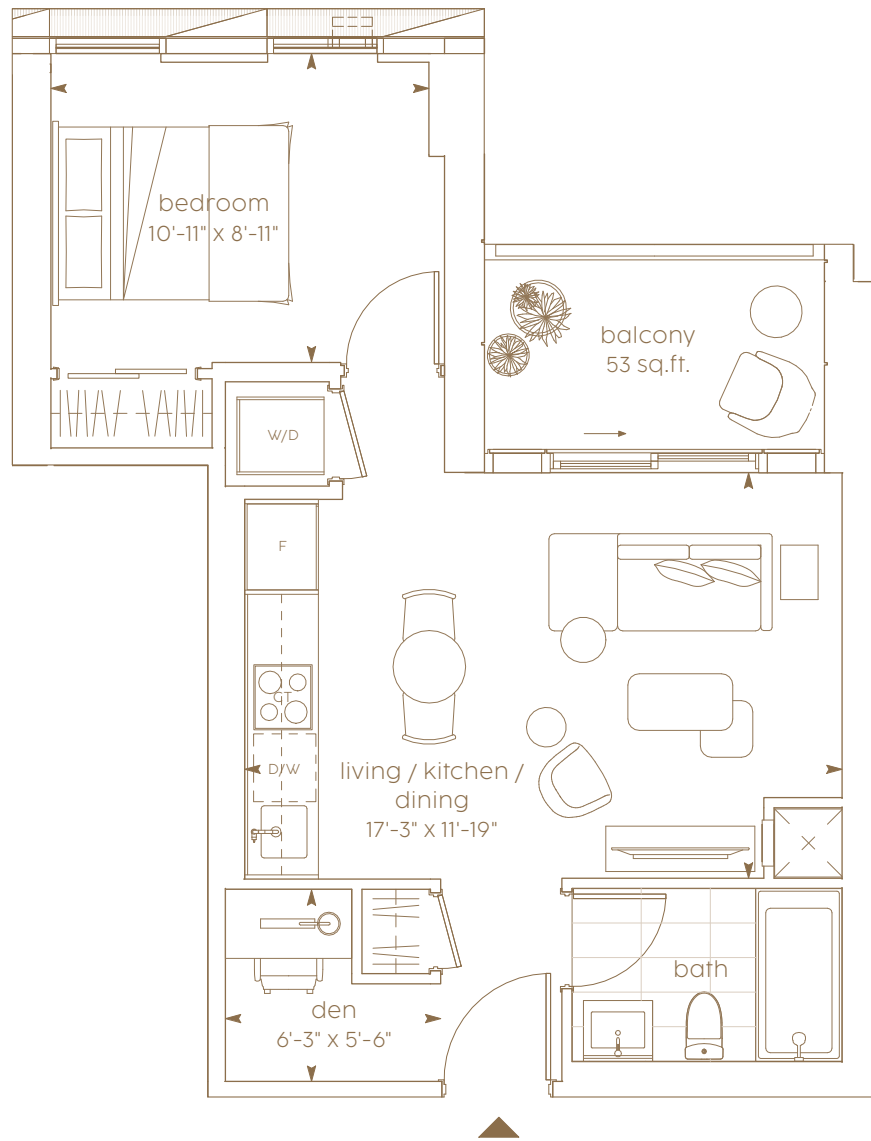 bedroom
10'-11" x 8'-11"
balcony
53 sq.ft.
W/D
F
CT
D/W
living / kitchen /
dining
17'-3" x 11'-19"
bath
den
6'-3" x 5'-6"